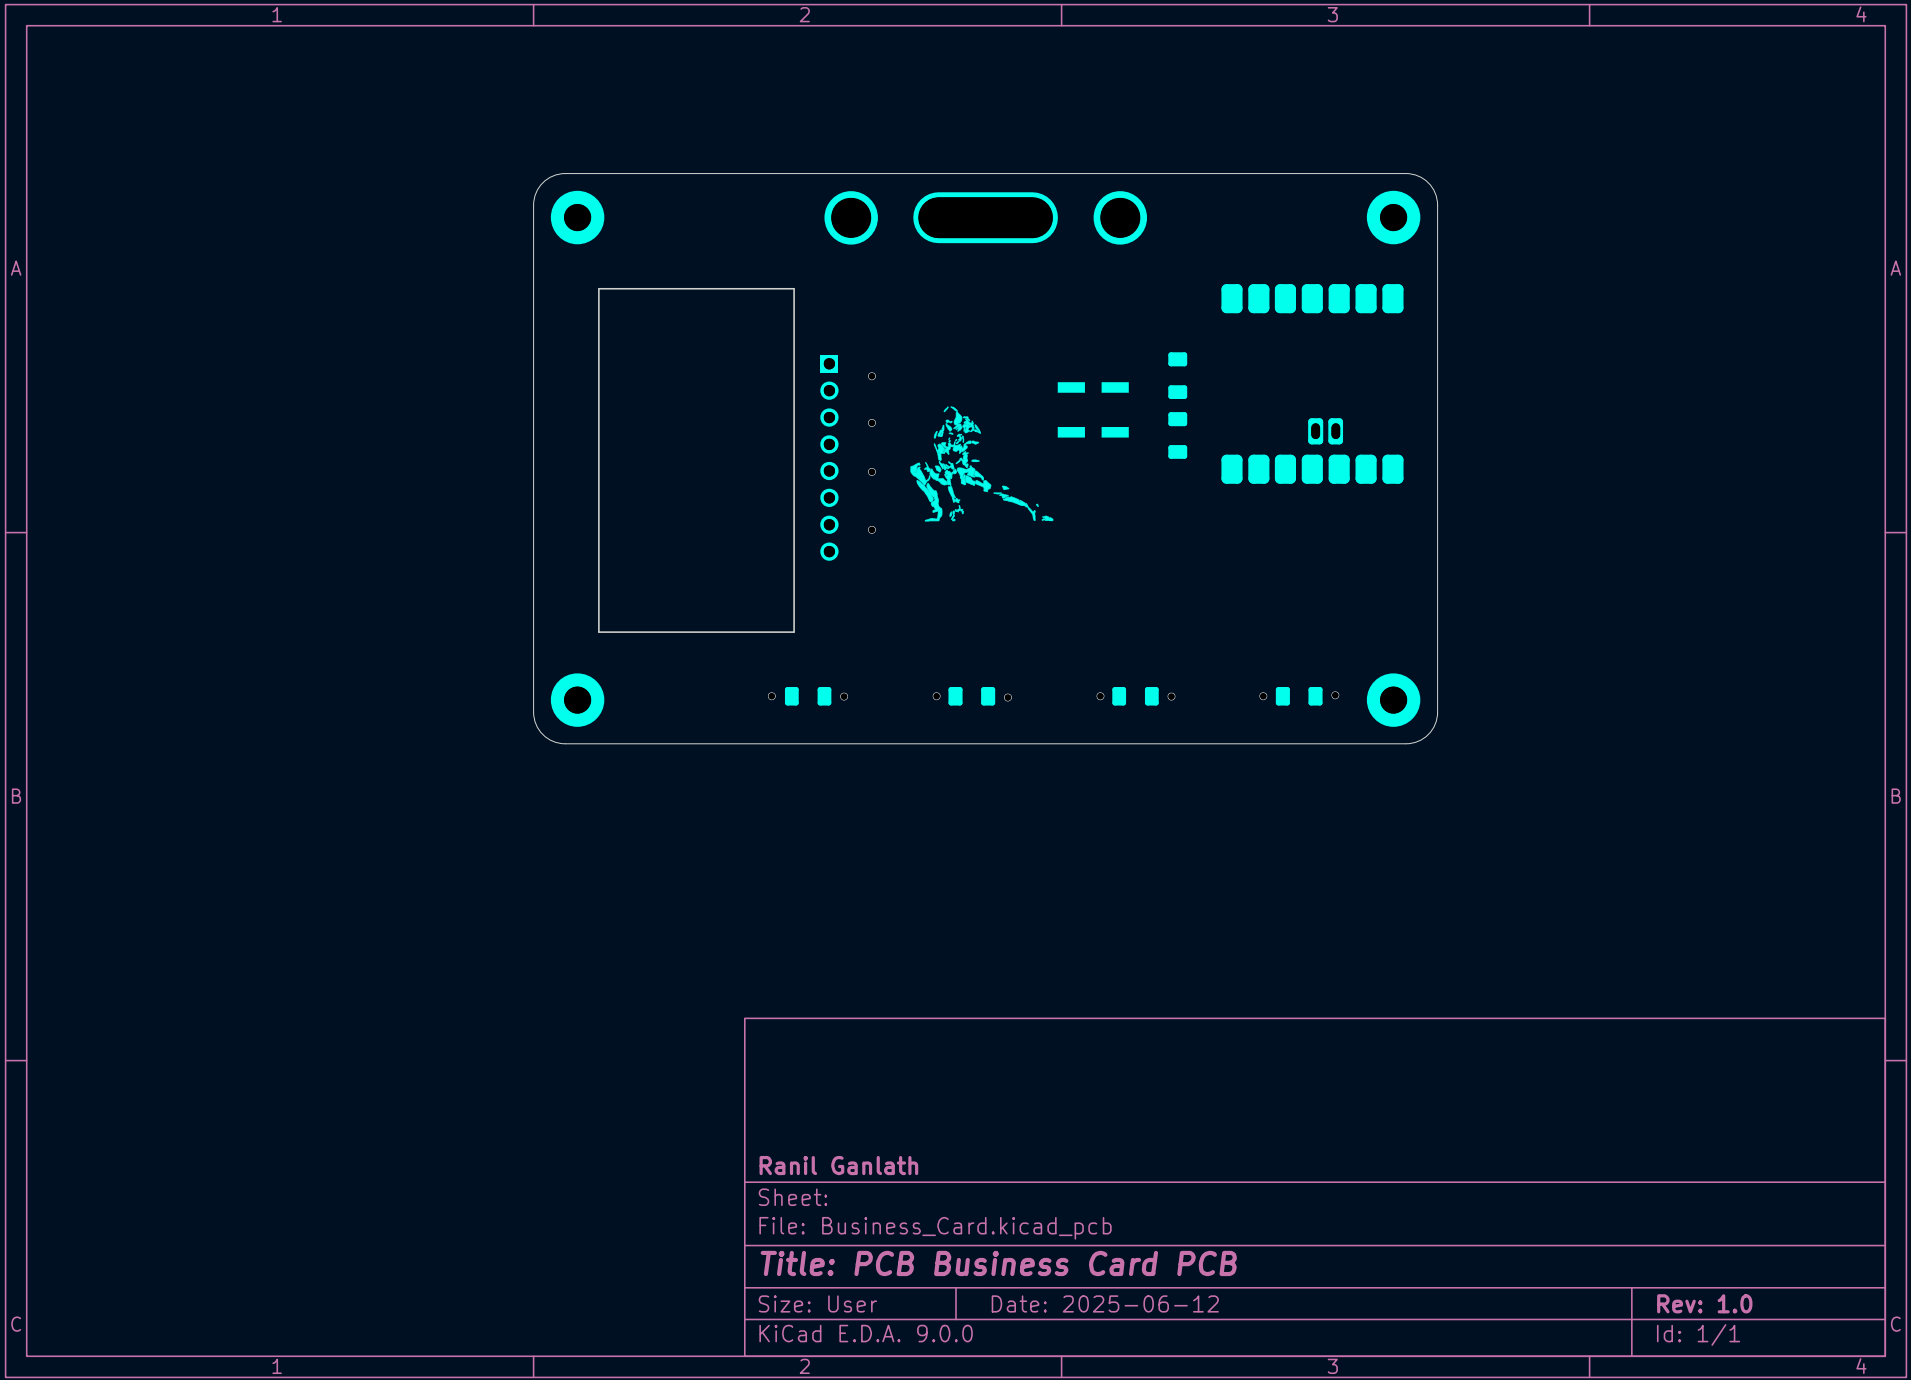 1 2 3 4
A A
B B
Ranil Ganlath
Sheet:
File: Business_Card.kicad_pcb
Title: PCB Business Card PCB
Size: User Date: 2025-06-12 Rev: 1.0
KiCad E.D.A. 9.0.0 Id: 1/1
C C
1 2 3 4